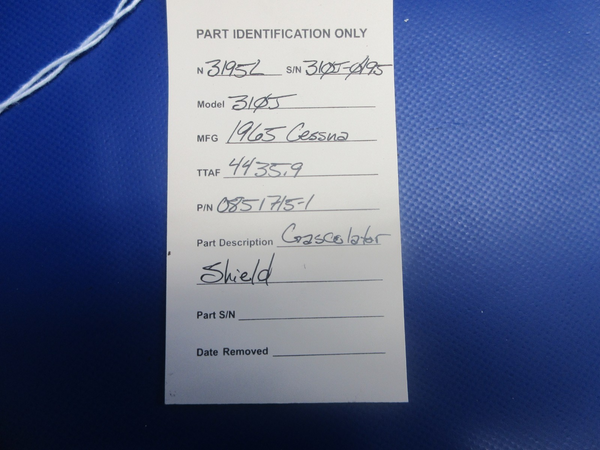 PART IDENTIFICATION ONLY
N 3195L S/N 310J-0195
Model 310J
MFG 1965 Cessna
TTAF 4435.9
P/N 0851715-1
Part Description Gascolator
Shield
Part S/N
Date Removed